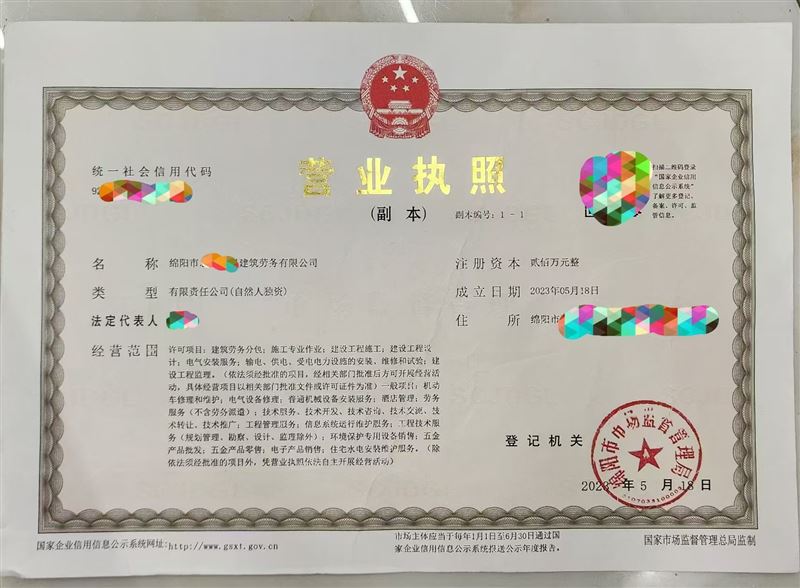 统一社会信用代码
营业执照
(副 本) 副本编号：1 - 1
扫描二维码登录
“国家企业信用
信息公示系统”
了解更多登记、
备案、许可、监
管信息。
名 称 绵阳市 建筑劳务有限公司
类 型 有限责任公司(自然人独资)
法定代表人
经营范围 许可项目：建筑劳务分包；施工专业作业；建设工程施工；建设工程设
计；电气安装服务；输电、供电、受电电力设施的安装、维修和试验；建
设工程监理。（依法须经批准的项目，经相关部门批准后方可开展经营活
动，具体经营项目以相关部门批准文件或许可证件为准）一般项目：机动
车修理和维护；电气设备修理；普通机械设备安装服务；酒店管理；劳务
服务（不含劳务派遣）；技术服务、技术开发、技术咨询、技术交流、技
术转让、技术推广；工程管理服务；信息系统运行维护服务；工程技术服
务（规划管理、勘察、设计、监理除外）；环境保护专用设备销售；五金
产品批发；五金产品零售；电子产品销售；住宅水电安装维护服务。（除
依法须经批准的项目外，凭营业执照依法自主开展经营活动）
注册资本 贰佰万元整
成立日期 2023年05月18日
住 所 绵阳市
登记机关
绵阳市市场监督管理局
2023 年 5 月 18 日
国家企业信用信息公示系统网址:http://www.gsxt.gov.cn
市场主体应当于每年1月1日至6月30日通过国
家企业信用信息公示系统报送公示年度报告。
国家市场监督管理总局监制